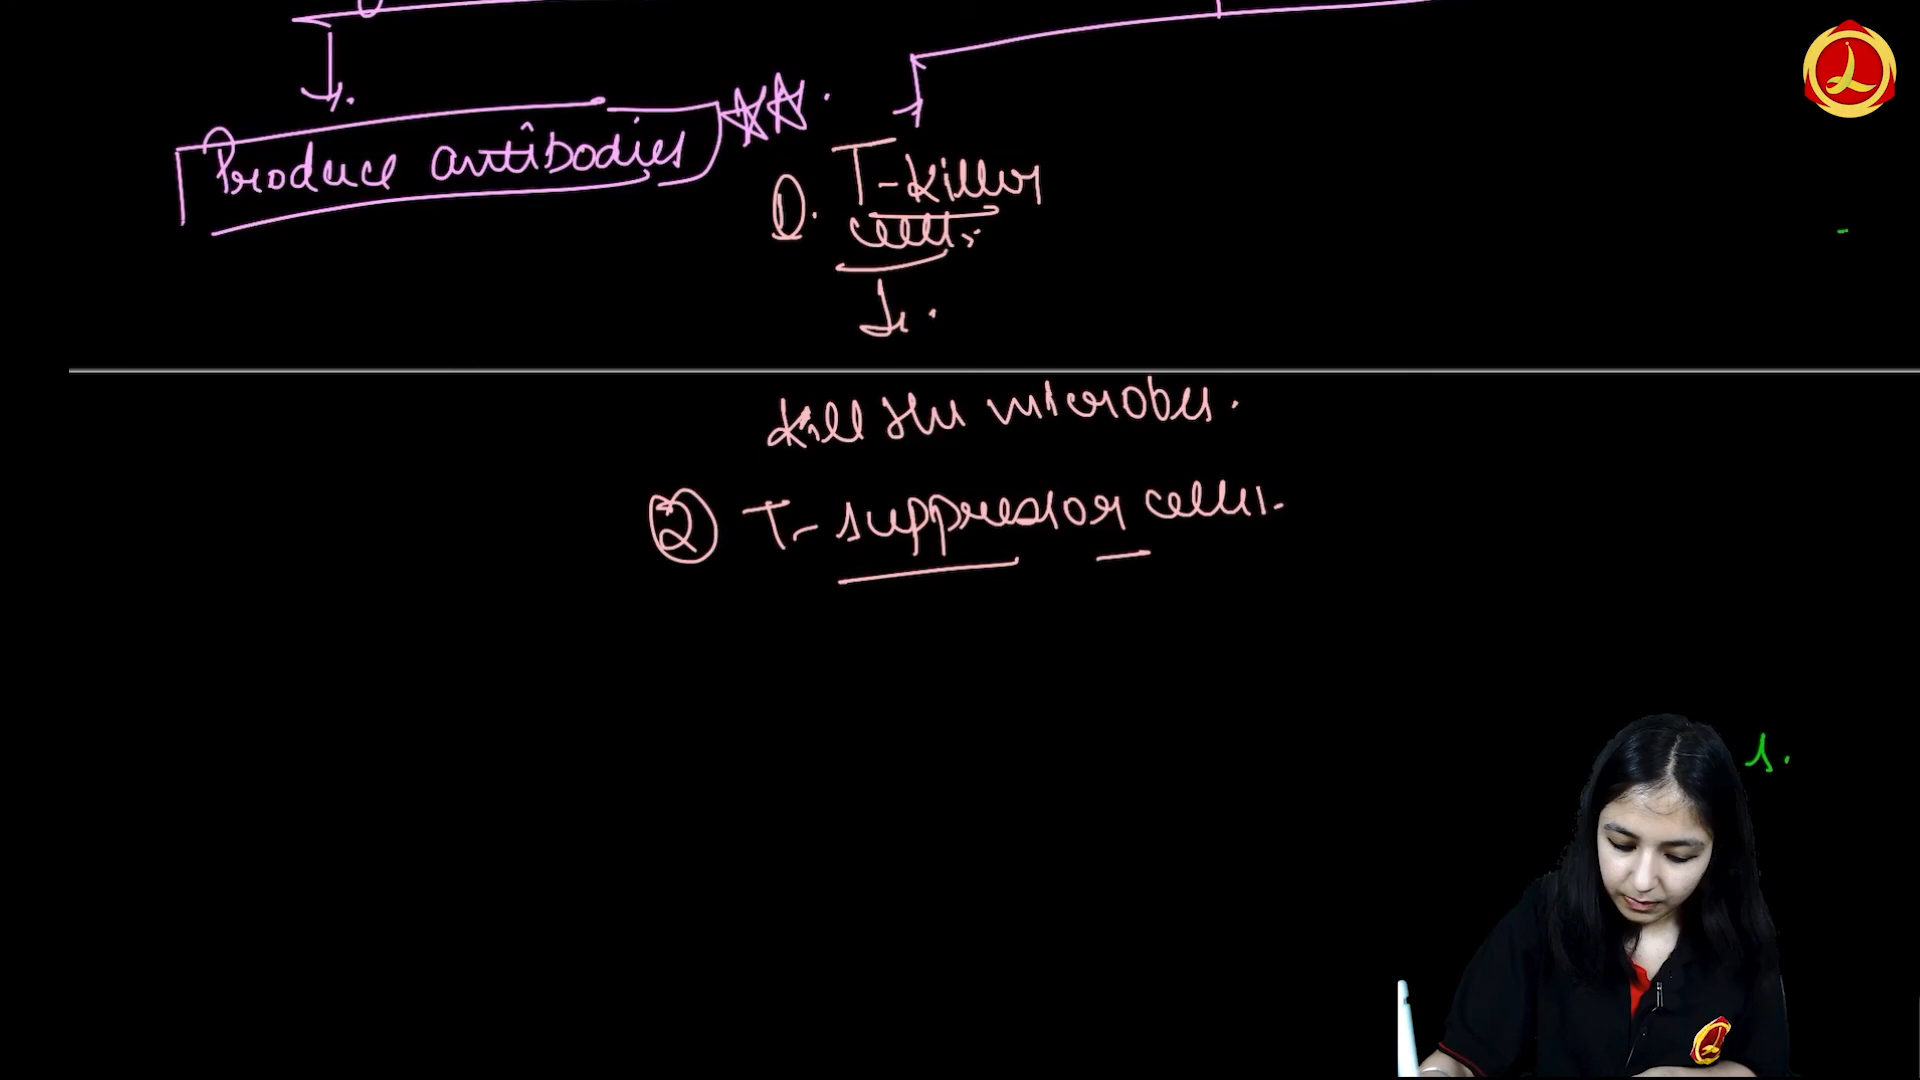 Produce antibodies
①. T-killer
cells.
kill the microbes.
② T- suppressor cells.